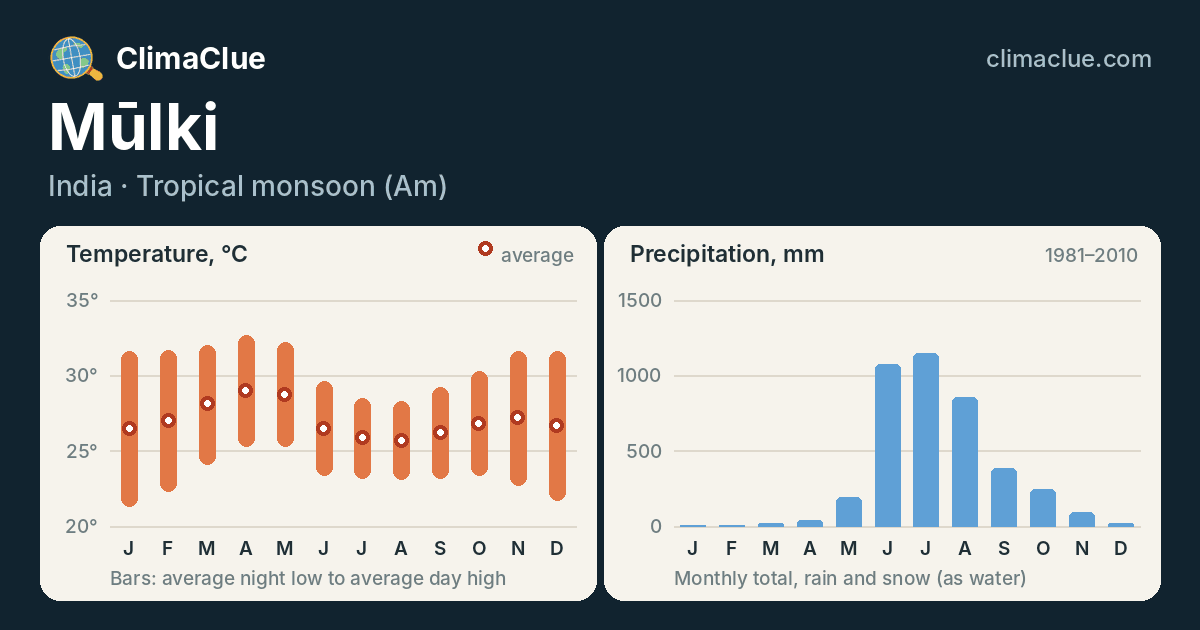 ClimaClue
climaclue.com
Mūlki
India · Tropical monsoon (Am)
Temperature, °C
average
35°
30°
25°
20°
J F M A M J J A S O N D
Bars: average night low to average day high
Precipitation, mm
1981–2010
1500
1000
500
0
J F M A M J J A S O N D
Monthly total, rain and snow (as water)